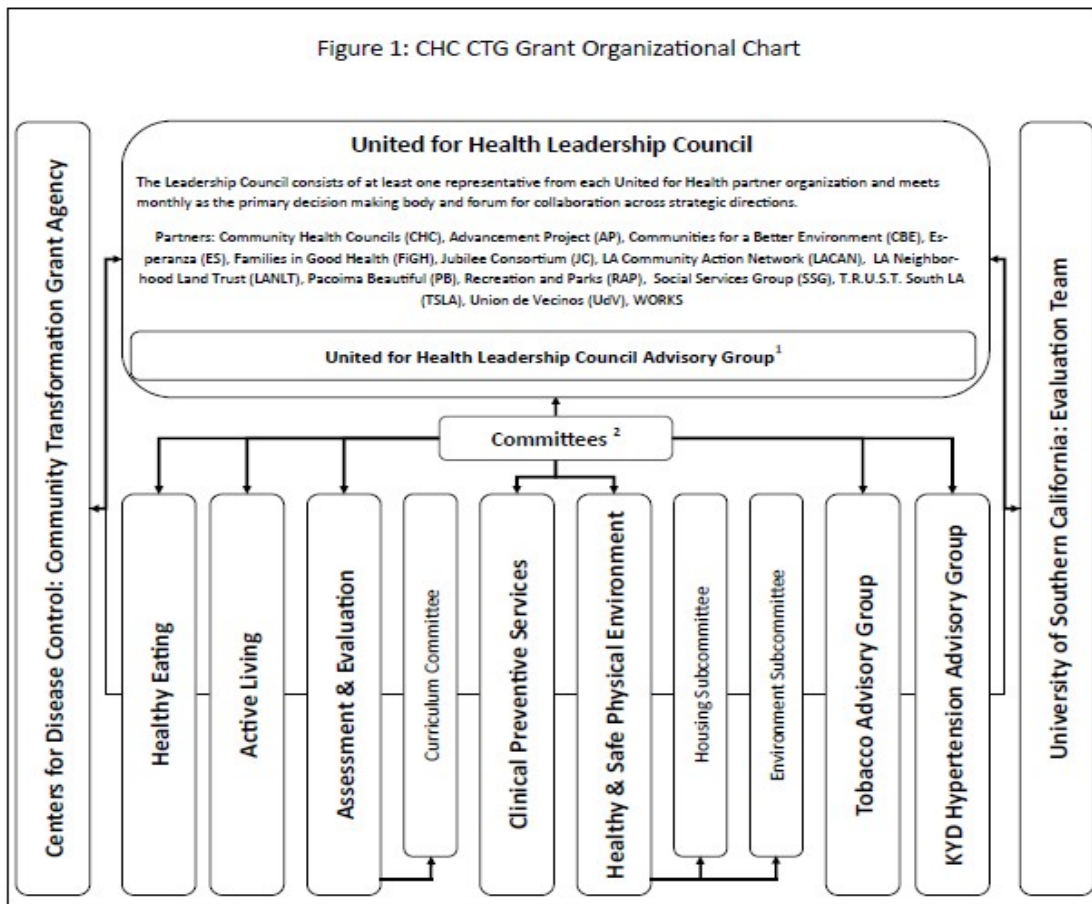 Figure 1: CHC CTG Grant Organizational Chart
Centers for Disease Control: Community Transformation Grant Agency
United for Health Leadership Council
The Leadership Council consists of at least one representative from each United for Health partner organization and meets
monthly as the primary decision making body and forum for collaboration across strategic directions.
Partners: Community Health Councils (CHC), Advancement Project (AP), Communities for a Better Environment (CBE), Es-
peranza (ES), Families in Good Health (FiGH), Jubilee Consortium (JC), LA Community Action Network (LACAN), LA Neighbor-
hood Land Trust (LANLT), Pacoima Beautiful (PB), Recreation and Parks (RAP), Social Services Group (SSG), T.R.U.S.T. South LA
(TSLA), Union de Vecinos (UdV), WORKS
United for Health Leadership Council Advisory Group1
Committees 2
Healthy Eating
Active Living
Assessment & Evaluation
Curriculum Committee
Clinical Preventive Services
Healthy & Safe Physical Environment
Housing Subcommittee
Environment Subcommittee
Tobacco Advisory Group
KYD Hypertension Advisory Group
University of Southern California: Evaluation Team